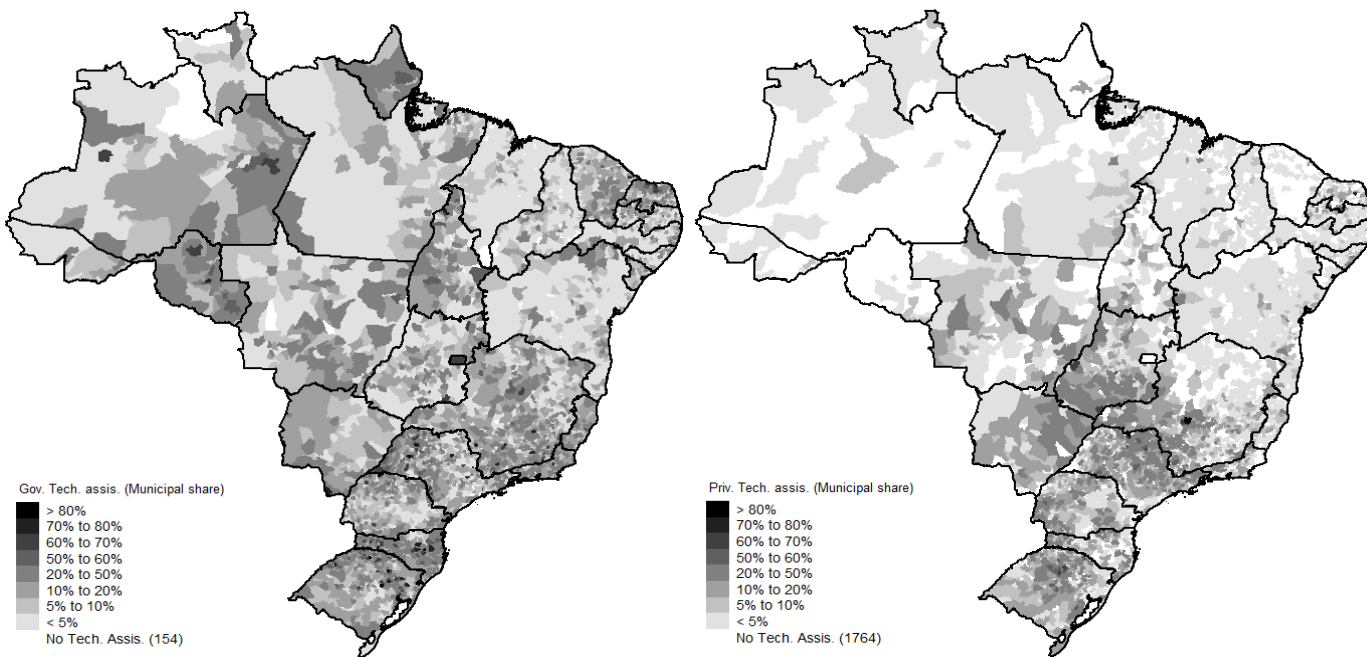 Gov. Tech. assis. (Municipal share)
> 80%
70% to 80%
60% to 70%
50% to 60%
20% to 50%
10% to 20%
5% to 10%
< 5%
No Tech. Assis. (154)
Priv. Tech. assis. (Municipal share)
> 80%
70% to 80%
60% to 70%
50% to 60%
20% to 50%
10% to 20%
5% to 10%
< 5%
No Tech. Assis. (1764)